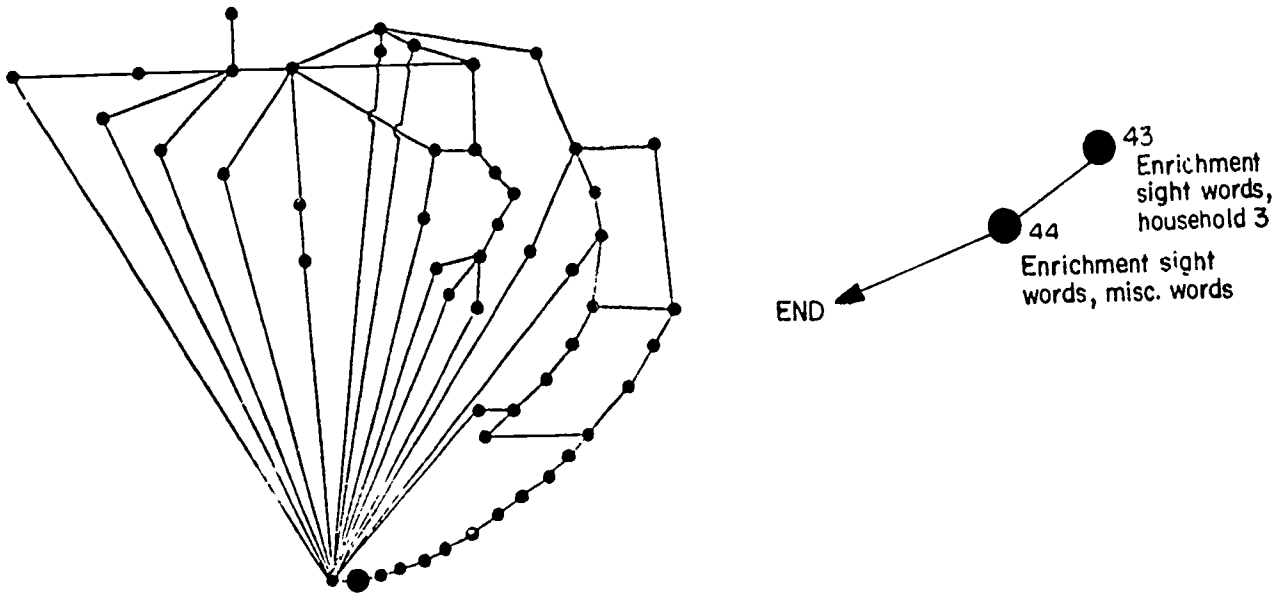 43
Enrichment
sight words,
household 3
44
Enrichment sight
words, misc. words
END